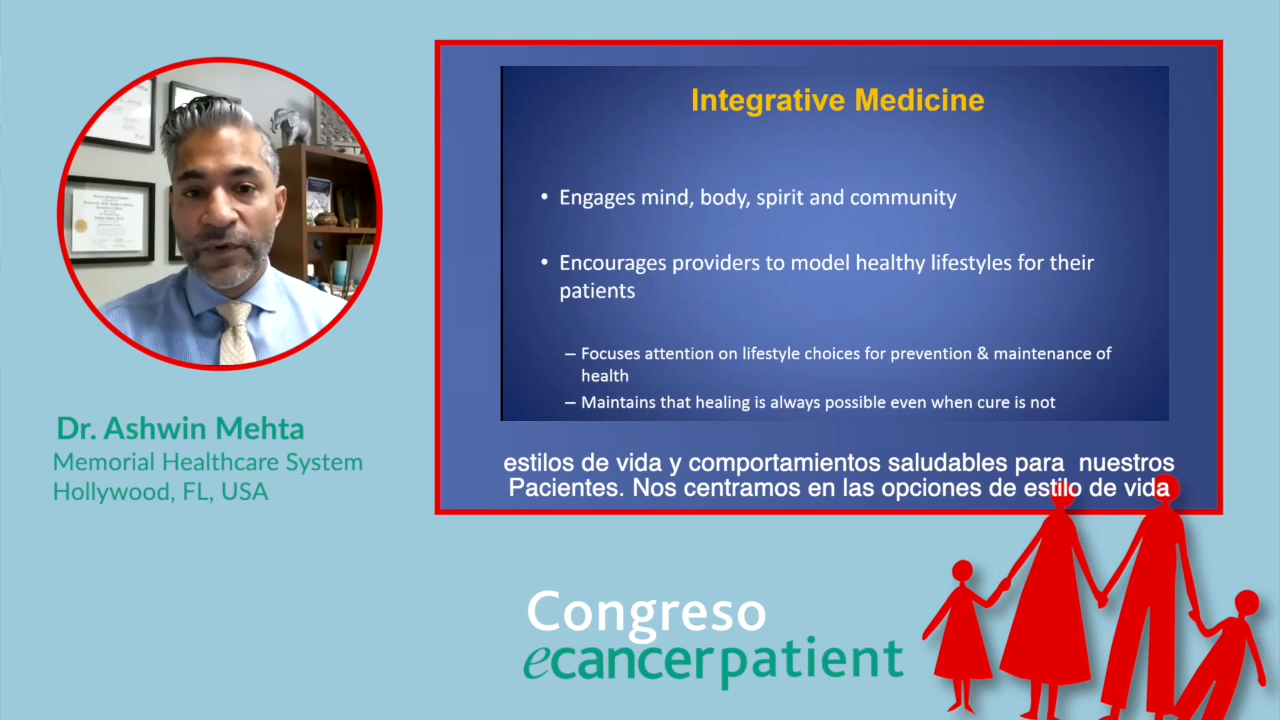 Dr. Ashwin Mehta
Memorial Healthcare System
Hollywood, FL, USA
Integrative Medicine
• Engages mind, body, spirit and community
• Encourages providers to model healthy lifestyles for their
patients
– Focuses attention on lifestyle choices for prevention & maintenance of
health
– Maintains that healing is always possible even when cure is not
estilos de vida y comportamientos saludables para  nuestros
Pacientes. Nos centramos en las opciones de estilo de vida
Congreso
ecancerpatient